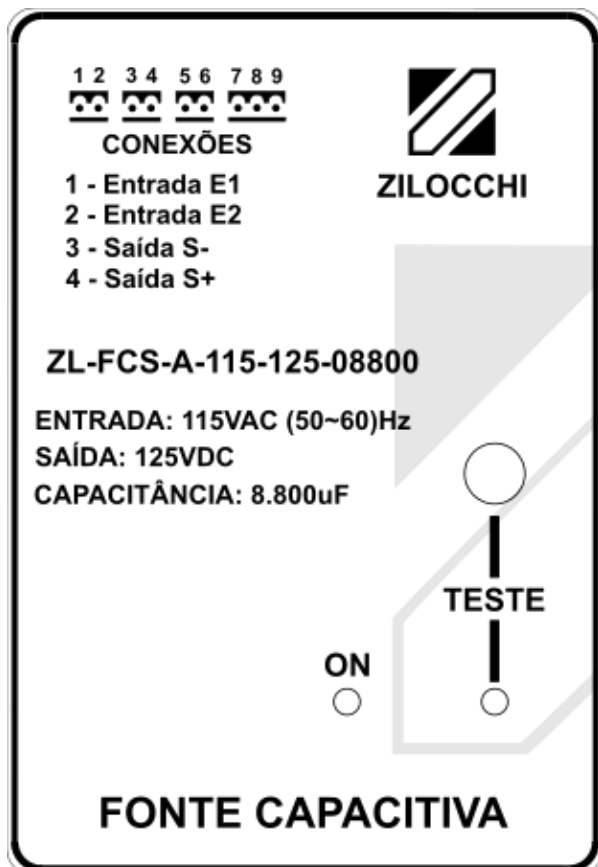 1 2 3 4 5 6 7 8 9
CONEXÕES
1 - Entrada E1
2 - Entrada E2
3 - Saída S-
4 - Saída S+
ZILOCCHI
ZL-FCS-A-115-125-08800
ENTRADA: 115VAC (50~60)Hz
SAÍDA: 125VDC
CAPACITÂNCIA: 8.800uF
TESTE
ON
FONTE CAPACITIVA